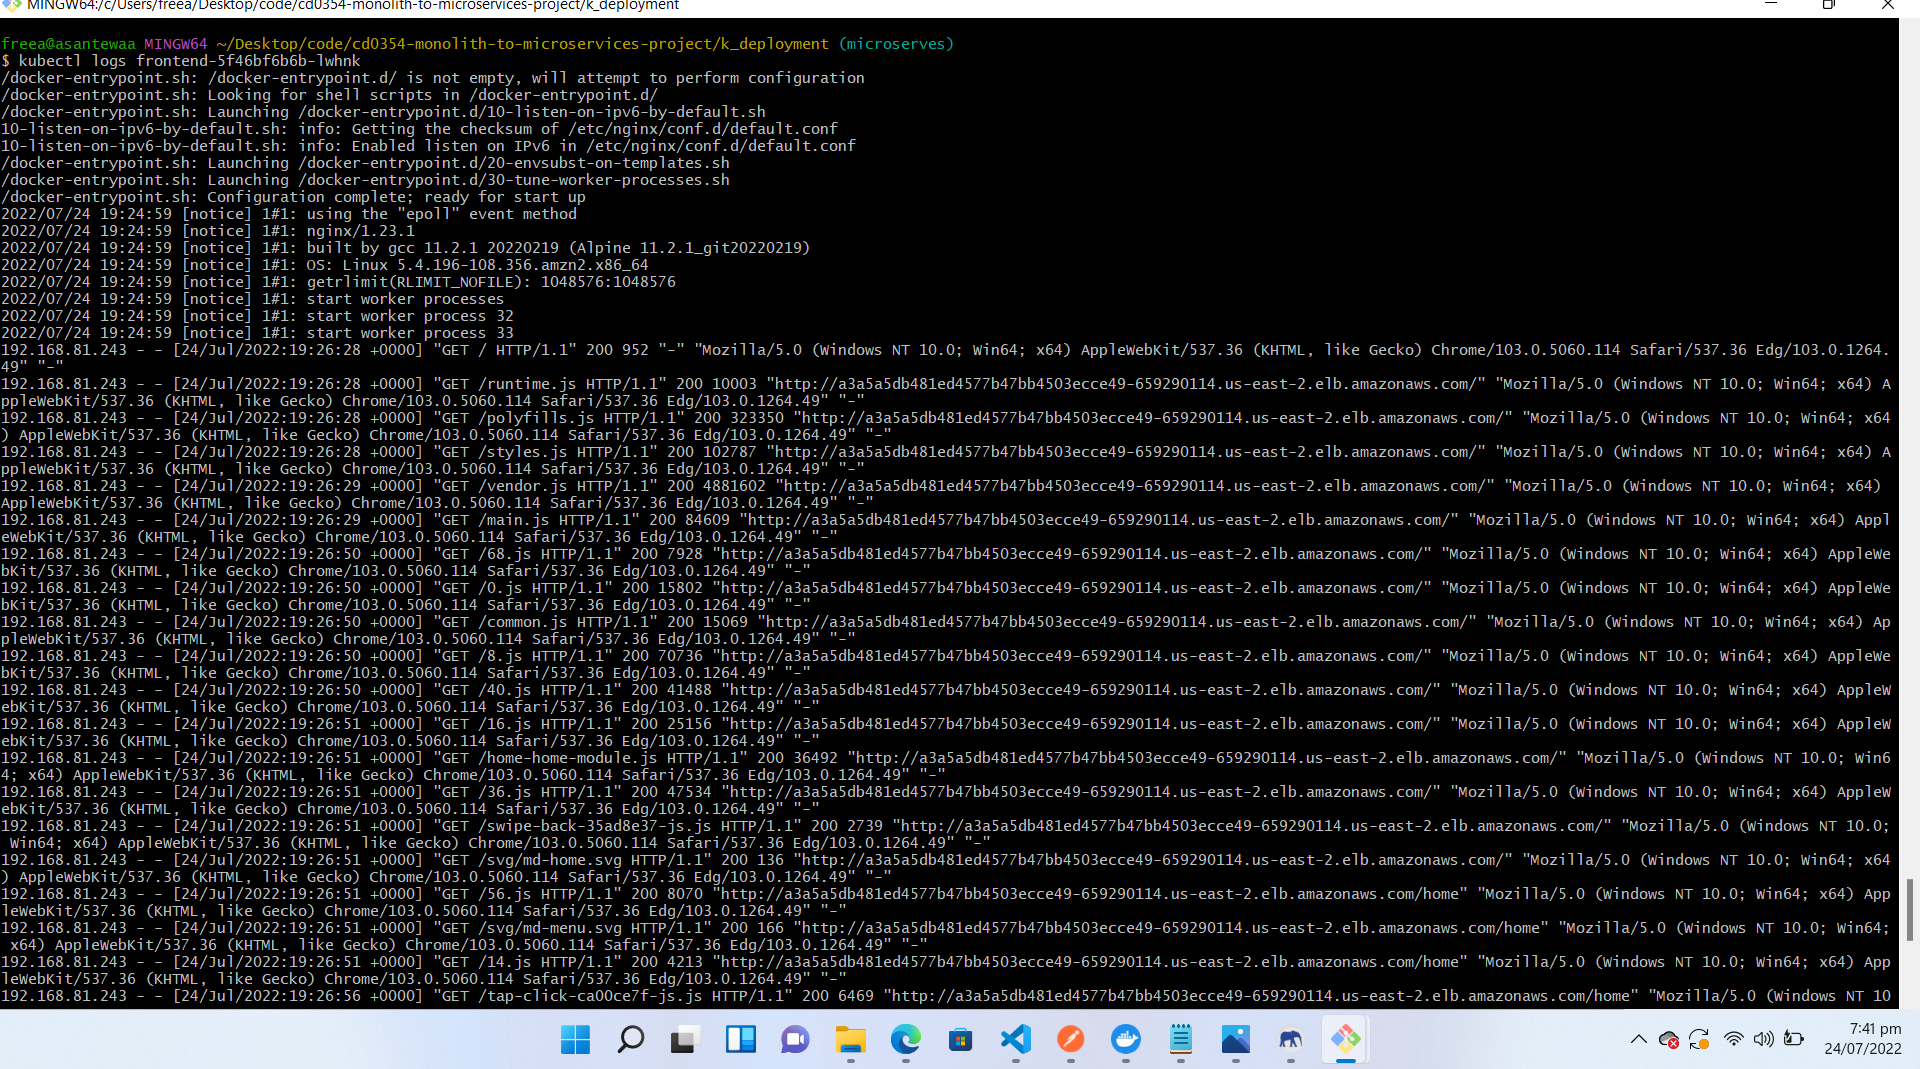 MINGW64:/c/Users/freea/Desktop/code/cd0354-monolith-to-microservices-project/k_deployment
freea@asantewaa MINGW64 ~/Desktop/code/cd0354-monolith-to-microservices-project/k_deployment (microserves)
$ kubectl logs frontend-5f46bf6b6b-lwhnk
/docker-entrypoint.sh: /docker-entrypoint.d/ is not empty, will attempt to perform configuration
/docker-entrypoint.sh: Looking for shell scripts in /docker-entrypoint.d/
/docker-entrypoint.sh: Launching /docker-entrypoint.d/10-listen-on-ipv6-by-default.sh
10-listen-on-ipv6-by-default.sh: info: Getting the checksum of /etc/nginx/conf.d/default.conf
10-listen-on-ipv6-by-default.sh: info: Enabled listen on IPv6 in /etc/nginx/conf.d/default.conf
/docker-entrypoint.sh: Launching /docker-entrypoint.d/20-envsubst-on-templates.sh
/docker-entrypoint.sh: Launching /docker-entrypoint.d/30-tune-worker-processes.sh
/docker-entrypoint.sh: Configuration complete; ready for start up
2022/07/24 19:24:59 [notice] 1#1: using the "epoll" event method
2022/07/24 19:24:59 [notice] 1#1: nginx/1.23.1
2022/07/24 19:24:59 [notice] 1#1: built by gcc 11.2.1 20220219 (Alpine 11.2.1_git20220219)
2022/07/24 19:24:59 [notice] 1#1: OS: Linux 5.4.196-108.356.amzn2.x86_64
2022/07/24 19:24:59 [notice] 1#1: getrlimit(RLIMIT_NOFILE): 1048576:1048576
2022/07/24 19:24:59 [notice] 1#1: start worker processes
2022/07/24 19:24:59 [notice] 1#1: start worker process 32
2022/07/24 19:24:59 [notice] 1#1: start worker process 33
192.168.81.243 - - [24/Jul/2022:19:26:28 +0000] "GET / HTTP/1.1" 200 952 "-" "Mozilla/5.0 (Windows NT 10.0; Win64; x64) AppleWebKit/537.36 (KHTML, like Gecko) Chrome/103.0.5060.114 Safari/537.36 Edg/103.0.1264.
49" "-"
192.168.81.243 - - [24/Jul/2022:19:26:28 +0000] "GET /runtime.js HTTP/1.1" 200 10003 "http://a3a5a5db481ed4577b47bb4503ecce49-659290114.us-east-2.elb.amazonaws.com/" "Mozilla/5.0 (Windows NT 10.0; Win64; x64) A
ppleWebKit/537.36 (KHTML, like Gecko) Chrome/103.0.5060.114 Safari/537.36 Edg/103.0.1264.49" "-"
192.168.81.243 - - [24/Jul/2022:19:26:28 +0000] "GET /polyfills.js HTTP/1.1" 200 323350 "http://a3a5a5db481ed4577b47bb4503ecce49-659290114.us-east-2.elb.amazonaws.com/" "Mozilla/5.0 (Windows NT 10.0; Win64; x64
) AppleWebKit/537.36 (KHTML, like Gecko) Chrome/103.0.5060.114 Safari/537.36 Edg/103.0.1264.49" "-"
192.168.81.243 - - [24/Jul/2022:19:26:28 +0000] "GET /styles.js HTTP/1.1" 200 102787 "http://a3a5a5db481ed4577b47bb4503ecce49-659290114.us-east-2.elb.amazonaws.com/" "Mozilla/5.0 (Windows NT 10.0; Win64; x64) A
ppleWebKit/537.36 (KHTML, like Gecko) Chrome/103.0.5060.114 Safari/537.36 Edg/103.0.1264.49" "-"
192.168.81.243 - - [24/Jul/2022:19:26:29 +0000] "GET /vendor.js HTTP/1.1" 200 4881602 "http://a3a5a5db481ed4577b47bb4503ecce49-659290114.us-east-2.elb.amazonaws.com/" "Mozilla/5.0 (Windows NT 10.0; Win64; x64)
AppleWebKit/537.36 (KHTML, like Gecko) Chrome/103.0.5060.114 Safari/537.36 Edg/103.0.1264.49" "-"
192.168.81.243 - - [24/Jul/2022:19:26:29 +0000] "GET /main.js HTTP/1.1" 200 84609 "http://a3a5a5db481ed4577b47bb4503ecce49-659290114.us-east-2.elb.amazonaws.com/" "Mozilla/5.0 (Windows NT 10.0; Win64; x64) Appl
eWebKit/537.36 (KHTML, like Gecko) Chrome/103.0.5060.114 Safari/537.36 Edg/103.0.1264.49" "-"
192.168.81.243 - - [24/Jul/2022:19:26:50 +0000] "GET /68.js HTTP/1.1" 200 7928 "http://a3a5a5db481ed4577b47bb4503ecce49-659290114.us-east-2.elb.amazonaws.com/" "Mozilla/5.0 (Windows NT 10.0; Win64; x64) AppleWe
bKit/537.36 (KHTML, like Gecko) Chrome/103.0.5060.114 Safari/537.36 Edg/103.0.1264.49" "-"
192.168.81.243 - - [24/Jul/2022:19:26:50 +0000] "GET /0.js HTTP/1.1" 200 15802 "http://a3a5a5db481ed4577b47bb4503ecce49-659290114.us-east-2.elb.amazonaws.com/" "Mozilla/5.0 (Windows NT 10.0; Win64; x64) AppleWe
bKit/537.36 (KHTML, like Gecko) Chrome/103.0.5060.114 Safari/537.36 Edg/103.0.1264.49" "-"
192.168.81.243 - - [24/Jul/2022:19:26:50 +0000] "GET /common.js HTTP/1.1" 200 15069 "http://a3a5a5db481ed4577b47bb4503ecce49-659290114.us-east-2.elb.amazonaws.com/" "Mozilla/5.0 (Windows NT 10.0; Win64; x64) Ap
pleWebKit/537.36 (KHTML, like Gecko) Chrome/103.0.5060.114 Safari/537.36 Edg/103.0.1264.49" "-"
192.168.81.243 - - [24/Jul/2022:19:26:50 +0000] "GET /8.js HTTP/1.1" 200 70736 "http://a3a5a5db481ed4577b47bb4503ecce49-659290114.us-east-2.elb.amazonaws.com/" "Mozilla/5.0 (Windows NT 10.0; Win64; x64) AppleWe
bKit/537.36 (KHTML, like Gecko) Chrome/103.0.5060.114 Safari/537.36 Edg/103.0.1264.49" "-"
192.168.81.243 - - [24/Jul/2022:19:26:50 +0000] "GET /40.js HTTP/1.1" 200 41488 "http://a3a5a5db481ed4577b47bb4503ecce49-659290114.us-east-2.elb.amazonaws.com/" "Mozilla/5.0 (Windows NT 10.0; Win64; x64) AppleW
ebKit/537.36 (KHTML, like Gecko) Chrome/103.0.5060.114 Safari/537.36 Edg/103.0.1264.49" "-"
192.168.81.243 - - [24/Jul/2022:19:26:51 +0000] "GET /16.js HTTP/1.1" 200 25156 "http://a3a5a5db481ed4577b47bb4503ecce49-659290114.us-east-2.elb.amazonaws.com/" "Mozilla/5.0 (Windows NT 10.0; Win64; x64) AppleW
ebKit/537.36 (KHTML, like Gecko) Chrome/103.0.5060.114 Safari/537.36 Edg/103.0.1264.49" "-"
192.168.81.243 - - [24/Jul/2022:19:26:51 +0000] "GET /home-home-module.js HTTP/1.1" 200 36492 "http://a3a5a5db481ed4577b47bb4503ecce49-659290114.us-east-2.elb.amazonaws.com/" "Mozilla/5.0 (Windows NT 10.0; Win6
4; x64) AppleWebKit/537.36 (KHTML, like Gecko) Chrome/103.0.5060.114 Safari/537.36 Edg/103.0.1264.49" "-"
192.168.81.243 - - [24/Jul/2022:19:26:51 +0000] "GET /36.js HTTP/1.1" 200 47534 "http://a3a5a5db481ed4577b47bb4503ecce49-659290114.us-east-2.elb.amazonaws.com/" "Mozilla/5.0 (Windows NT 10.0; Win64; x64) AppleW
ebKit/537.36 (KHTML, like Gecko) Chrome/103.0.5060.114 Safari/537.36 Edg/103.0.1264.49" "-"
192.168.81.243 - - [24/Jul/2022:19:26:51 +0000] "GET /swipe-back-35ad8e37-js.js HTTP/1.1" 200 2739 "http://a3a5a5db481ed4577b47bb4503ecce49-659290114.us-east-2.elb.amazonaws.com/" "Mozilla/5.0 (Windows NT 10.0;
Win64; x64) AppleWebKit/537.36 (KHTML, like Gecko) Chrome/103.0.5060.114 Safari/537.36 Edg/103.0.1264.49" "-"
192.168.81.243 - - [24/Jul/2022:19:26:51 +0000] "GET /svg/md-home.svg HTTP/1.1" 200 136 "http://a3a5a5db481ed4577b47bb4503ecce49-659290114.us-east-2.elb.amazonaws.com/" "Mozilla/5.0 (Windows NT 10.0; Win64; x64
) AppleWebKit/537.36 (KHTML, like Gecko) Chrome/103.0.5060.114 Safari/537.36 Edg/103.0.1264.49" "-"
192.168.81.243 - - [24/Jul/2022:19:26:51 +0000] "GET /56.js HTTP/1.1" 200 8070 "http://a3a5a5db481ed4577b47bb4503ecce49-659290114.us-east-2.elb.amazonaws.com/home" "Mozilla/5.0 (Windows NT 10.0; Win64; x64) App
leWebKit/537.36 (KHTML, like Gecko) Chrome/103.0.5060.114 Safari/537.36 Edg/103.0.1264.49" "-"
192.168.81.243 - - [24/Jul/2022:19:26:51 +0000] "GET /svg/md-menu.svg HTTP/1.1" 200 166 "http://a3a5a5db481ed4577b47bb4503ecce49-659290114.us-east-2.elb.amazonaws.com/home" "Mozilla/5.0 (Windows NT 10.0; Win64;
x64) AppleWebKit/537.36 (KHTML, like Gecko) Chrome/103.0.5060.114 Safari/537.36 Edg/103.0.1264.49" "-"
192.168.81.243 - - [24/Jul/2022:19:26:51 +0000] "GET /14.js HTTP/1.1" 200 4213 "http://a3a5a5db481ed4577b47bb4503ecce49-659290114.us-east-2.elb.amazonaws.com/home" "Mozilla/5.0 (Windows NT 10.0; Win64; x64) App
leWebKit/537.36 (KHTML, like Gecko) Chrome/103.0.5060.114 Safari/537.36 Edg/103.0.1264.49" "-"
192.168.81.243 - - [24/Jul/2022:19:26:56 +0000] "GET /tap-click-ca00ce7f-js.js HTTP/1.1" 200 6469 "http://a3a5a5db481ed4577b47bb4503ecce49-659290114.us-east-2.elb.amazonaws.com/home" "Mozilla/5.0 (Windows NT 10
7:41 pm
24/07/2022